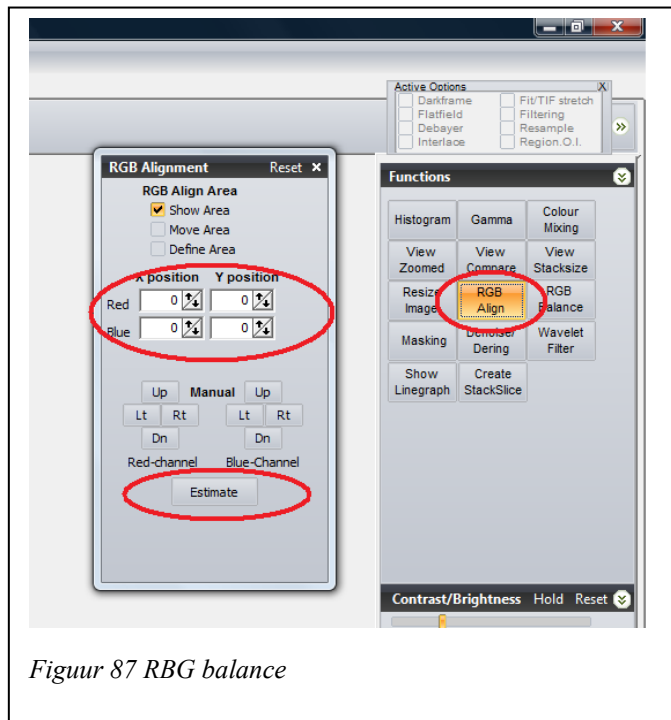 Active Options X
Darkframe Fit/TIF stretch
Flatfield Filtering
Debayer Resample
Interlace Region.O.I.
RGB Alignment Reset ×
RGB Align Area
Show Area
Move Area
Define Area
X position Y position
Red 0 0
Blue 0 0
Up Manual Up
Lt Rt Lt Rt
Dn Dn
Red-channel Blue-Channel
Estimate
Functions
Histogram Gamma Colour
Mixing
View View View
Zoomed Compare Stacksize
Resize RGB RGB
Image Align Balance
Masking Denoise/ Wavelet
Dering Filter
Show Create
Linegraph StackSlice
Contrast/Brightness Hold Reset
Figuur 87 RBG balance